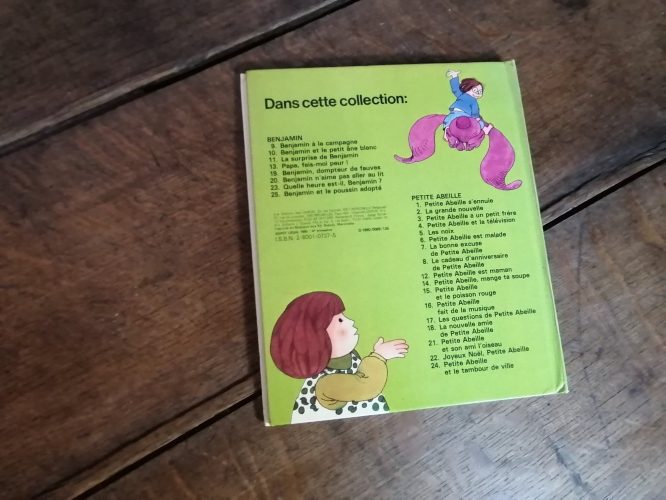 Dans cette collection:
BENJAMIN
9. Benjamin à la campagne
10. Benjamin et le petit âne blanc
11. La surprise de Benjamin
13. Papa, fais-moi peur !
19. Benjamin, dompteur de fauves
20. Benjamin n'aime pas aller au lit
23. Quelle heure est-il, Benjamin ?
25. Benjamin et le poussin adopté
I.S.B.N. 2-8001-0727-5
PETITE ABEILLE
1. Petite Abeille s'ennuie
2. La grande nouvelle
3. Petite Abeille a un petit frère
4. Petite Abeille et la télévision
5. Les noix
6. Petite Abeille est malade
7. La bonne excuse
de Petite Abeille
8. Le cadeau d'anniversaire
de Petite Abeille
12. Petite Abeille est maman
14. Petite Abeille, mange ta soupe
15. Petite Abeille
et le poisson rouge
16. Petite Abeille
fait de la musique
17. Les questions de Petite Abeille
18. La nouvelle amie
de Petite Abeille
21. Petite Abeille
et son ami l'oiseau
22. Joyeux Noël, Petite Abeille
24. Petite Abeille
et le tambour de ville